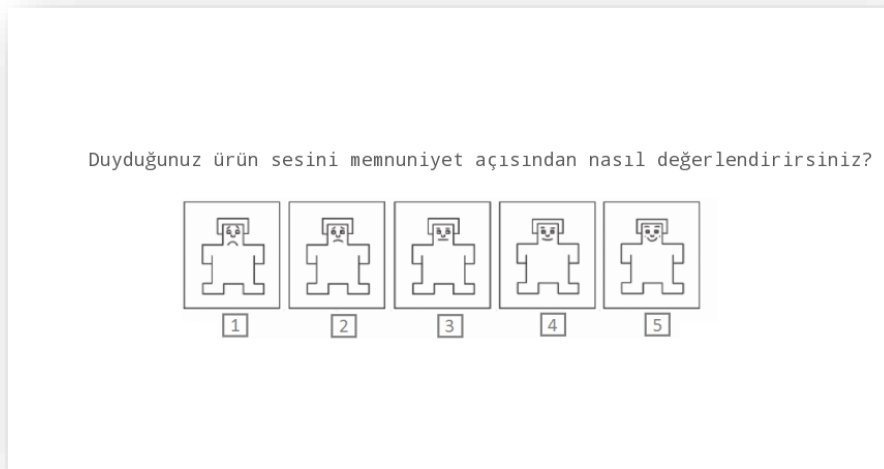 Duyduğunuz ürün sesini memnuniyet açısından nasıl değerlendirirsiniz?
1 2 3 4 5